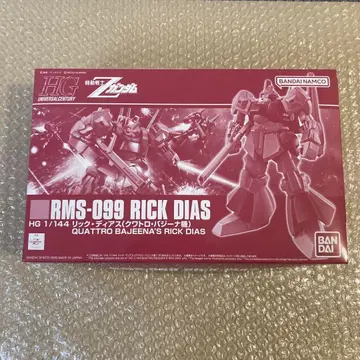 HG
UNIVERSAL CENTURY
機動戦士
Zガンダム
BANDAI NAMCO
RMS-099 RICK DIAS
HG 1/144 リック・ディアス(クワトロ・バジーナ機)
QUATTRO BAJEENA'S RICK DIAS
BAN
DAI